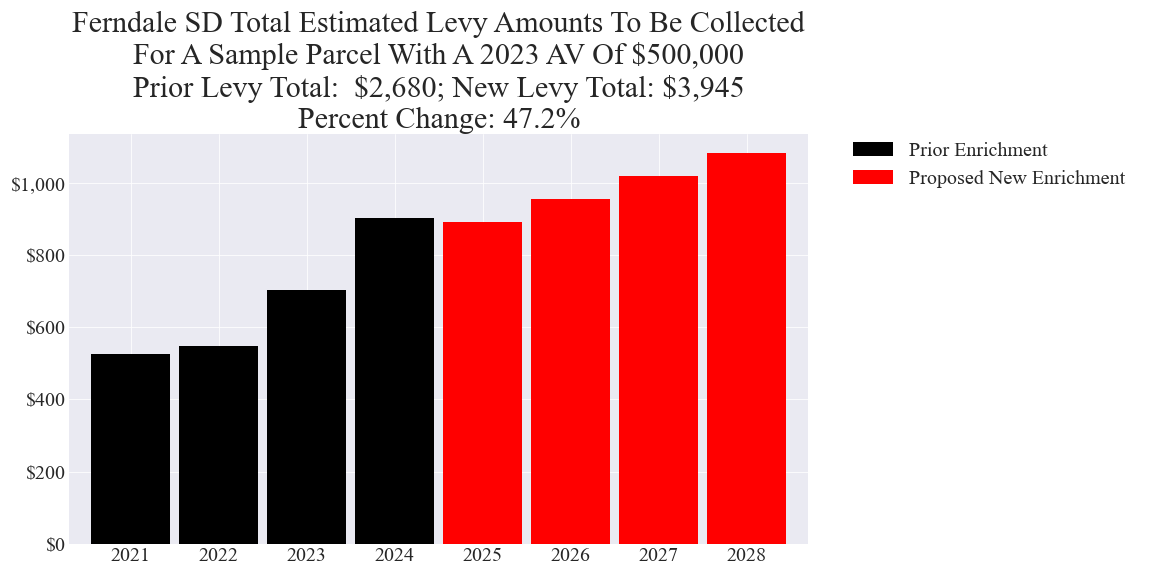 Ferndale SD Total Estimated Levy Amounts To Be Collected
For A Sample Parcel With A 2023 AV Of $500,000
Prior Levy Total:  $2,680; New Levy Total: $3,945
Percent Change: 47.2%
Prior Enrichment
Proposed New Enrichment
$1,000
$800
$600
$400
$200
$0
2021 2022 2023 2024 2025 2026 2027 2028